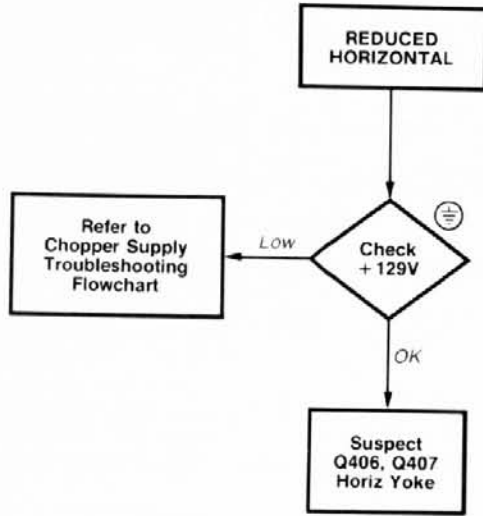 REDUCED
HORIZONTAL
Refer to
Chopper Supply
Troubleshooting
Flowchart
Low
Check
+ 129V
OK
Suspect
Q406, Q407
Horiz Yoke